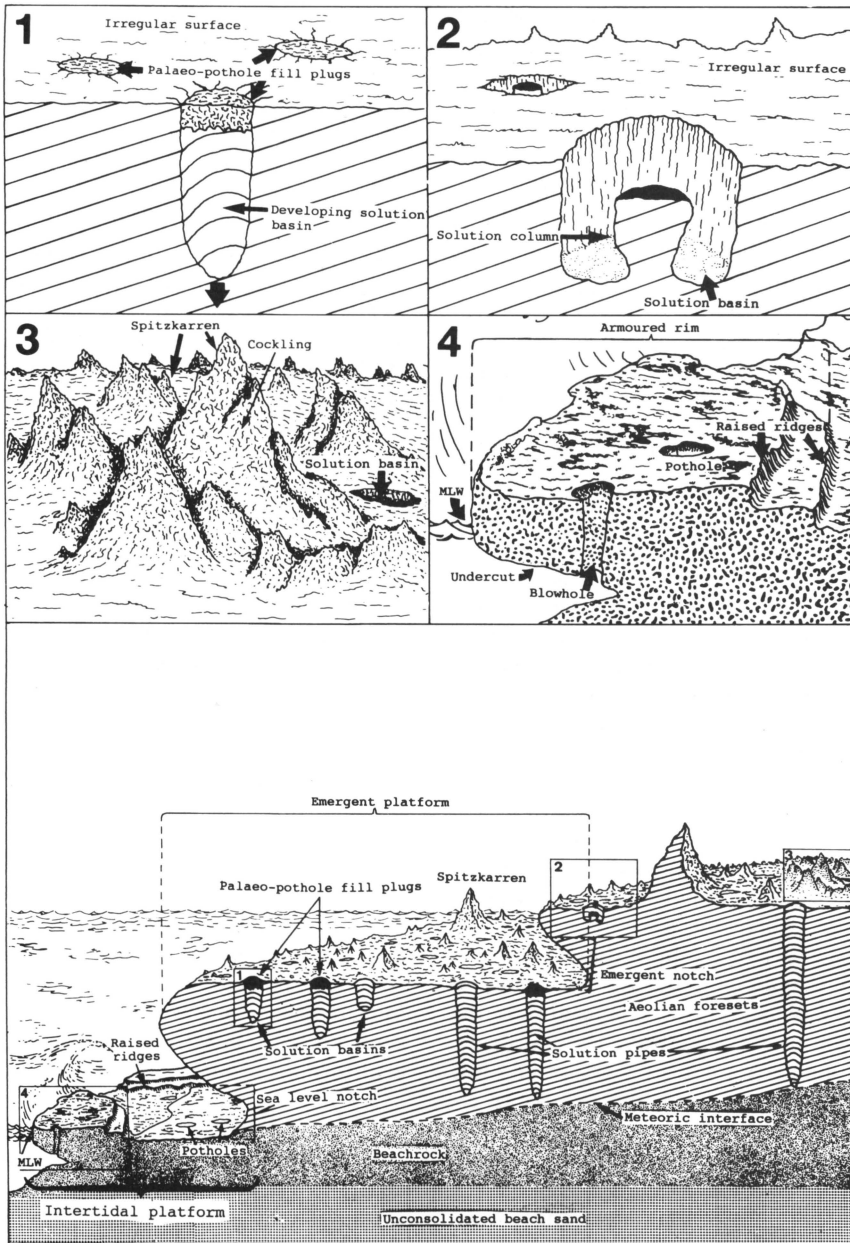 1
Irregular surface
Palaeo-pothole fill plugs
Developing solution
basin
2
Irregular surface
Solution column
Solution basin
3
Spitzkarren
Cockling
Solution basin
4
Armoured rim
Raised ridges
Pothole
MLW
Undercut
Blowhole
Emergent platform
2
3
Palaeo-pothole fill plugs
Spitzkarren
1
Emergent notch
Aeolian foresets
Solution basins
Solution pipes
Raised
ridges
4
Sea level notch
Meteoric interface
Potholes
Beachrock
MLW
Intertidal platform
Unconsolidated beach sand